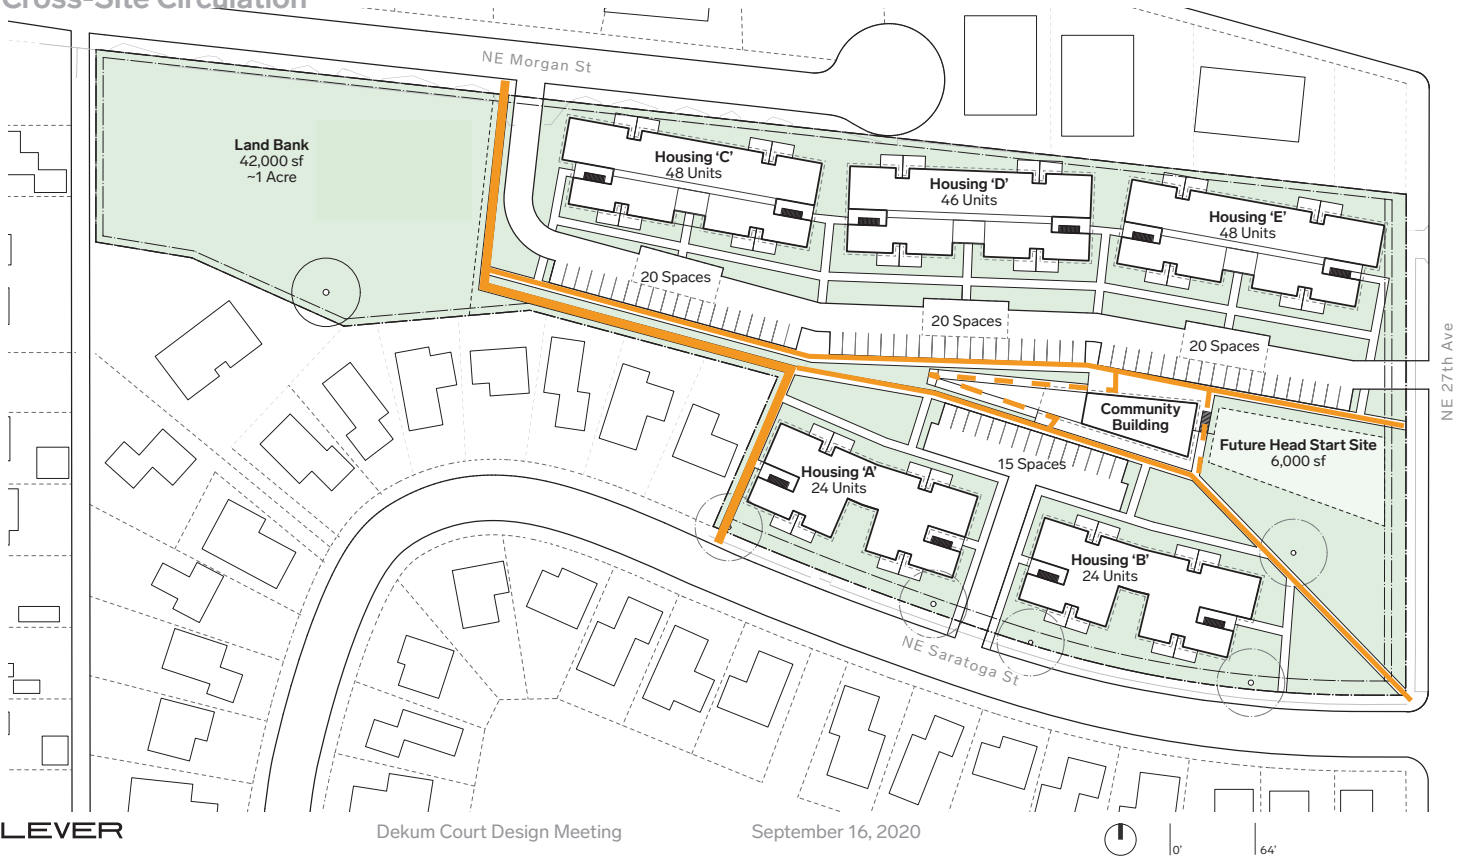 Cross-Site Circulation
NE Morgan St
Land Bank
42,000 sf
~1 Acre
Housing ‘C’
48 Units
Housing ‘D’
46 Units
Housing ‘E’
48 Units
20 Spaces
20 Spaces
20 Spaces
NE 27th Ave
Community
Building
Future Head Start Site
6,000 sf
15 Spaces
Housing ‘A’
24 Units
Housing ‘B’
24 Units
NE Saratoga St
LEVER
Dekum Court Design Meeting
September 16, 2020
0'
64'